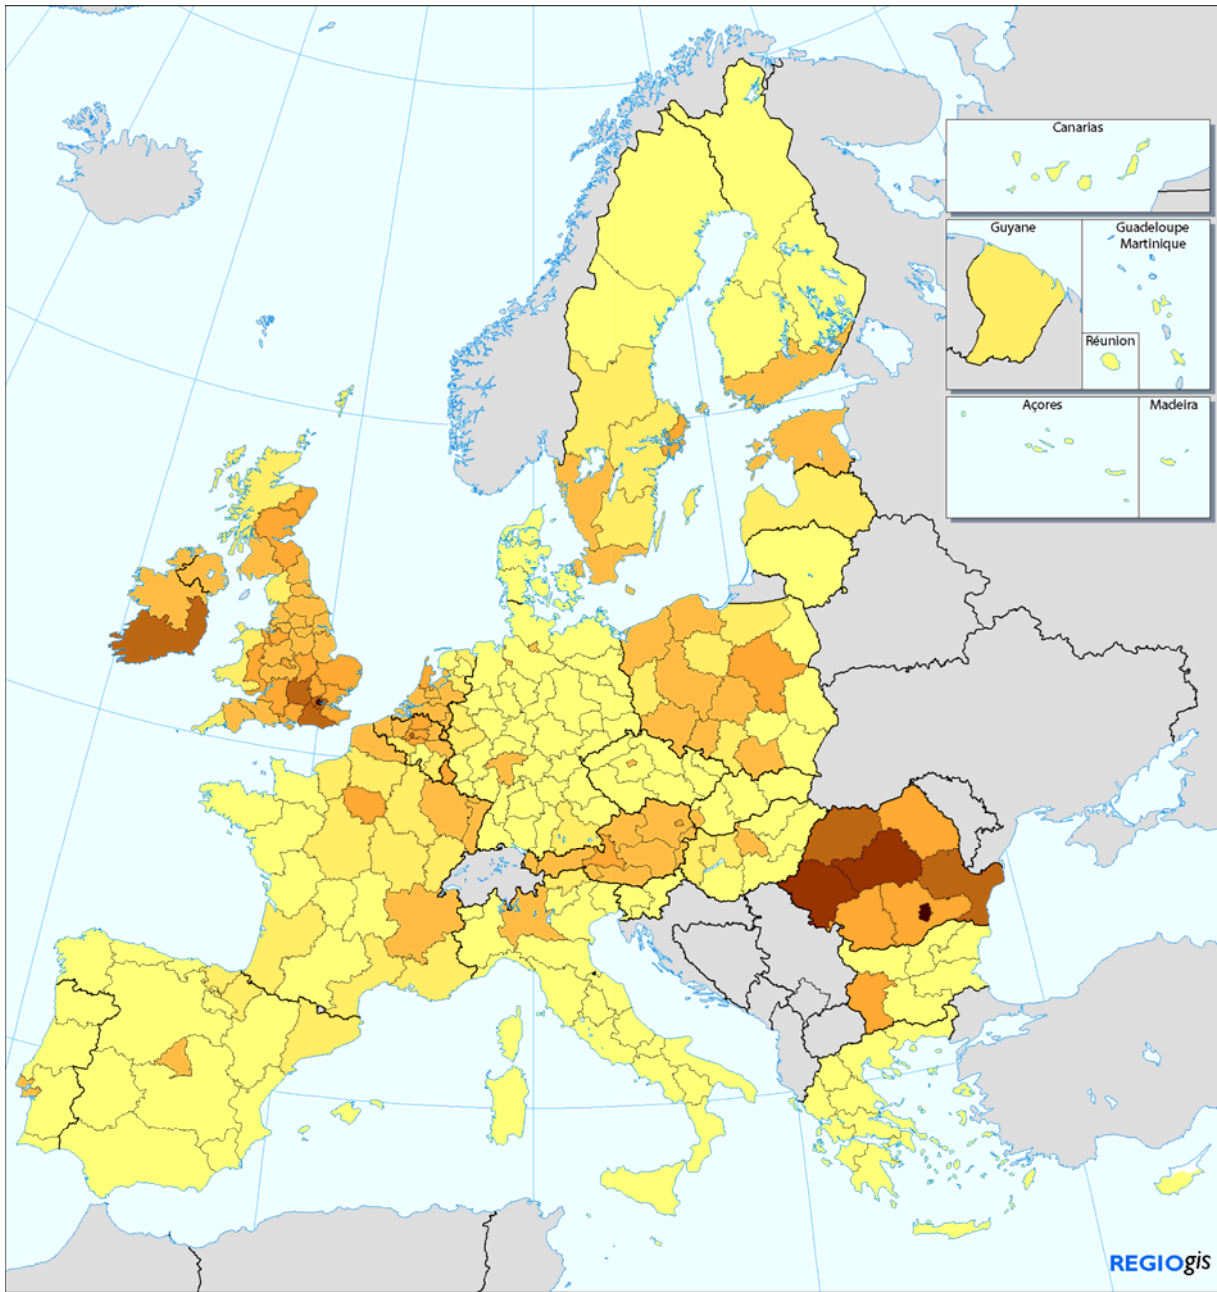 Canarias
Guyane
Guadeloupe
Martinique
Réunion
Açores
Madeira
REGIOgis